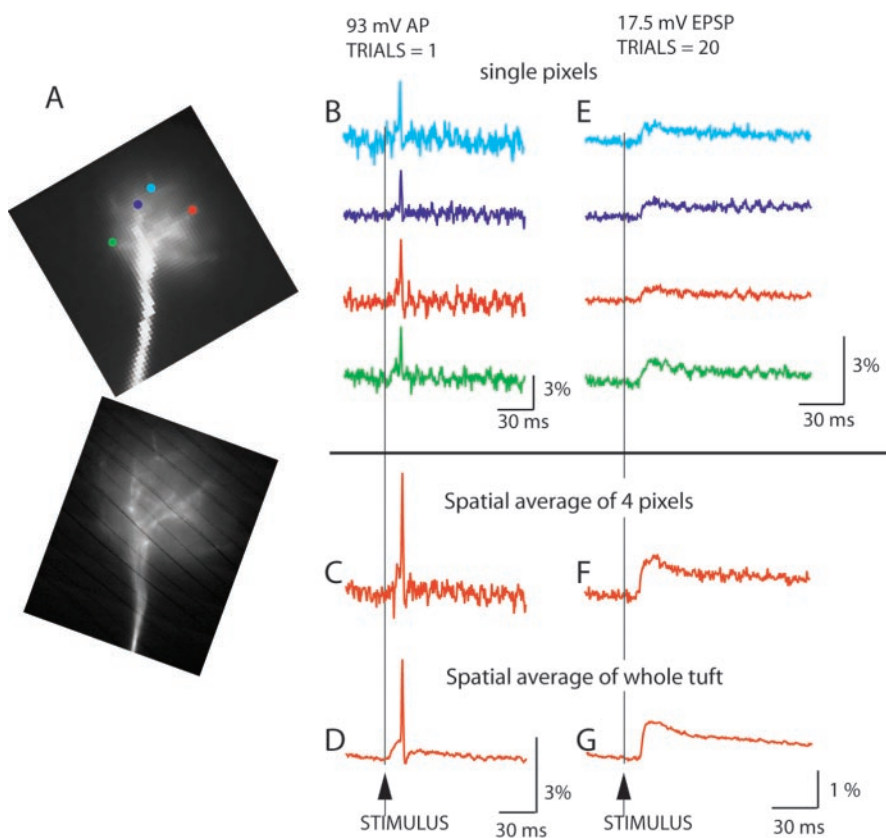 93 mV AP
TRIALS = 1
17.5 mV EPSP
TRIALS = 20
single pixels
A
B
E
3%
30 ms
3%
30 ms
Spatial average of 4 pixels
C
F
Spatial average of whole tuft
D
G
3%
30 ms
1 %
30 ms
STIMULUS
STIMULUS